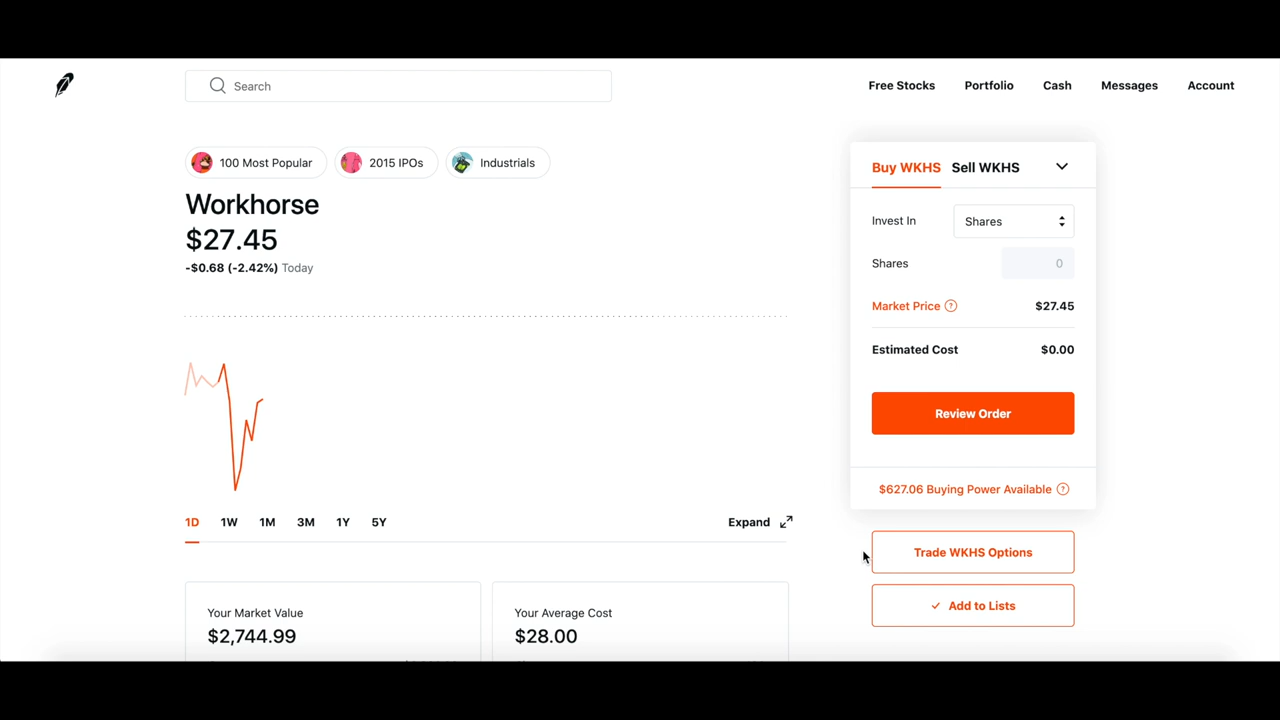 Search
Free Stocks Portfolio Cash Messages Account
100 Most Popular 2015 IPOs Industrials
Workhorse
$27.45
-$0.68 (-2.42%) Today
1D 1W 1M 3M 1Y 5Y
Expand
Your Market Value
$2,744.99
Your Average Cost
$28.00
Buy WKHS Sell WKHS
Invest In Shares
Shares 0
Market Price ? $27.45
Estimated Cost $0.00
Review Order
$627.06 Buying Power Available ?
Trade WKHS Options
Add to Lists